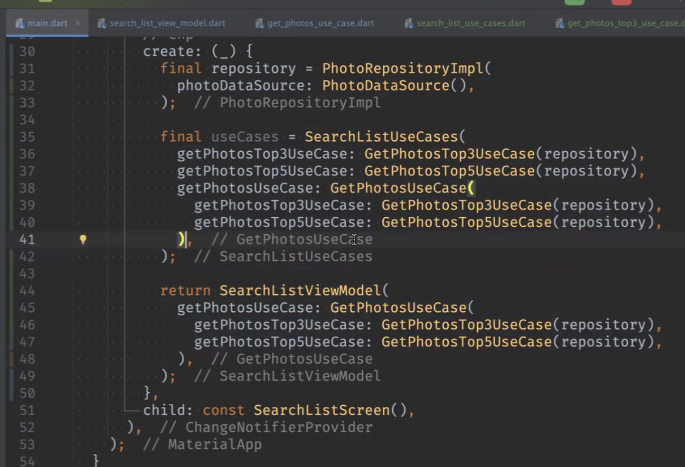 main.dart × search_list_view_model.dart get_photos_use_case.dart search_list_use_cases.dart get_photos_top3_use_case.
30 create: (_) {
31 final repository = PhotoRepositoryImpl(
32 photoDataSource: PhotoDataSource(),
33 ); // PhotoRepositoryImpl
34
35 final useCases = SearchListUseCases(
36 getPhotosTop3UseCase: GetPhotosTop3UseCase(repository),
37 getPhotosTop5UseCase: GetPhotosTop5UseCase(repository),
38 getPhotosUseCase: GetPhotosUseCase(
39 getPhotosTop3UseCase: GetPhotosTop3UseCase(repository),
40 getPhotosTop5UseCase: GetPhotosTop5UseCase(repository),
41 ), // GetPhotosUseCase
42 ); // SearchListUseCases
43
44 return SearchListViewModel(
45 getPhotosUseCase: GetPhotosUseCase(
46 getPhotosTop3UseCase: GetPhotosTop3UseCase(repository),
47 getPhotosTop5UseCase: GetPhotosTop5UseCase(repository),
48 ), // GetPhotosUseCase
49 ); // SearchListViewModel
50 },
51 child: const SearchListScreen(),
52 ), // ChangeNotifierProvider
53 ); // MaterialApp
54 }